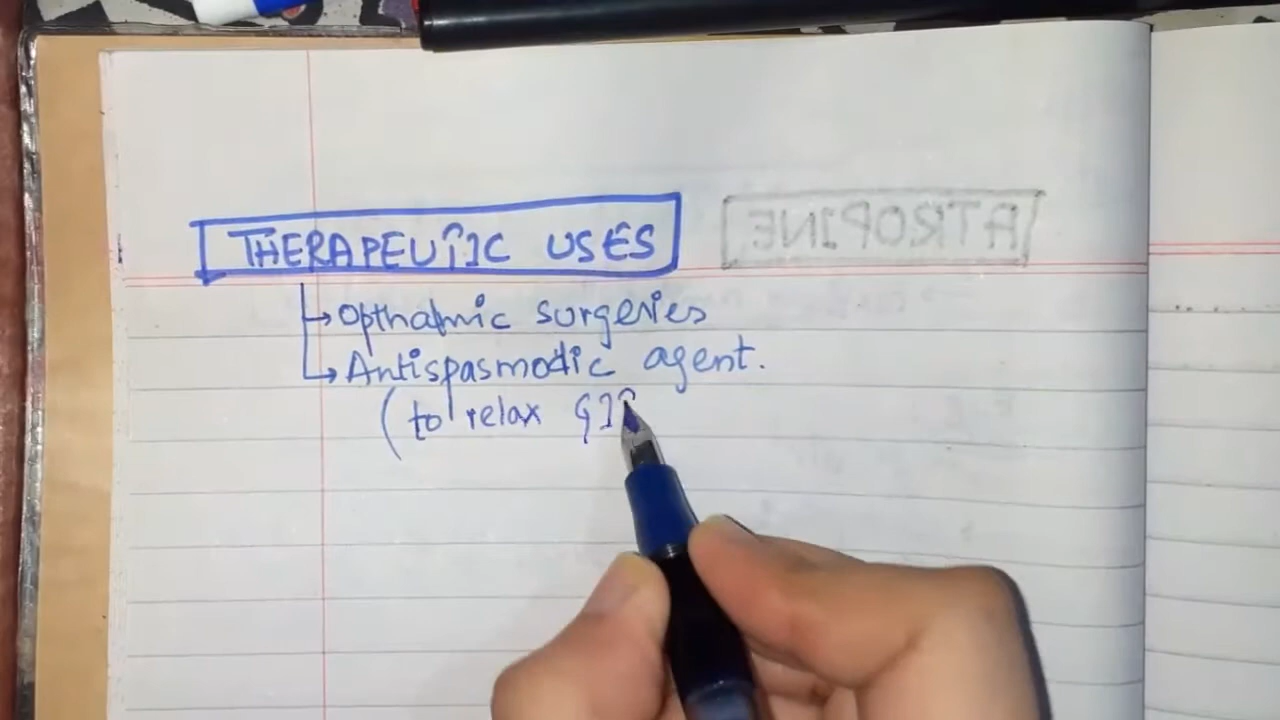 THERAPEUTIC USES
ATROPINE
Opthalmic surgeries
Antispasmodic agent.
(to relax GI